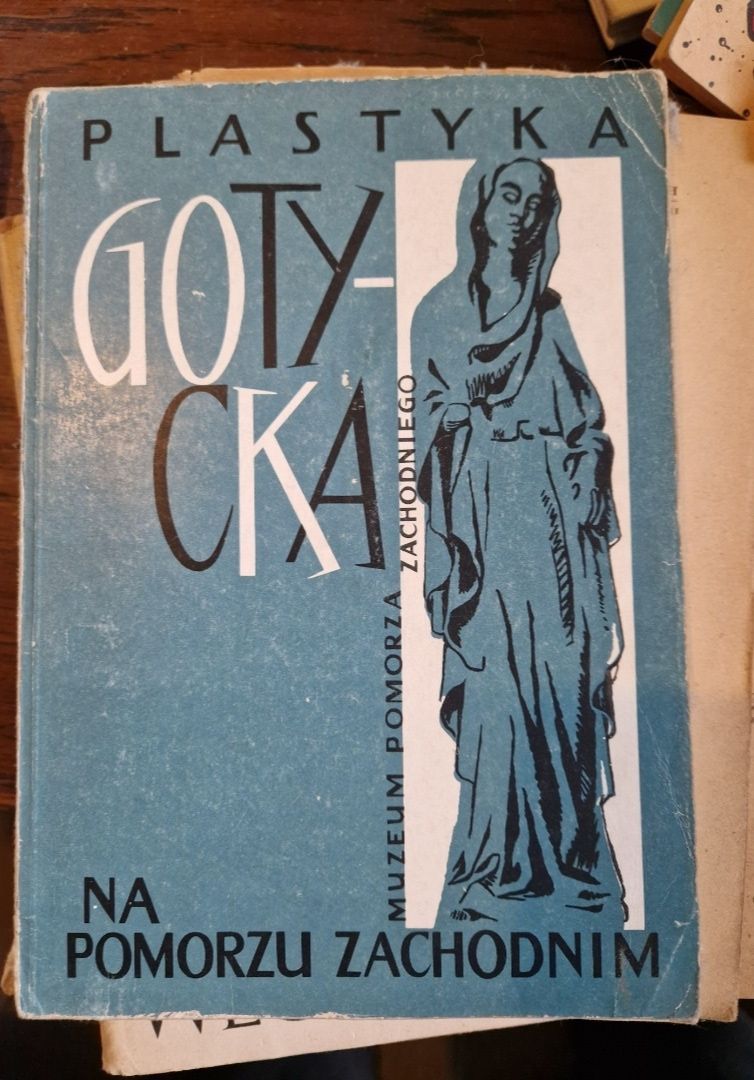 PLASTYKA
GOTY-
CKA
MUZEUM POMORZA ZACHODNIEGO
NA
POMORZU ZACHODNIM